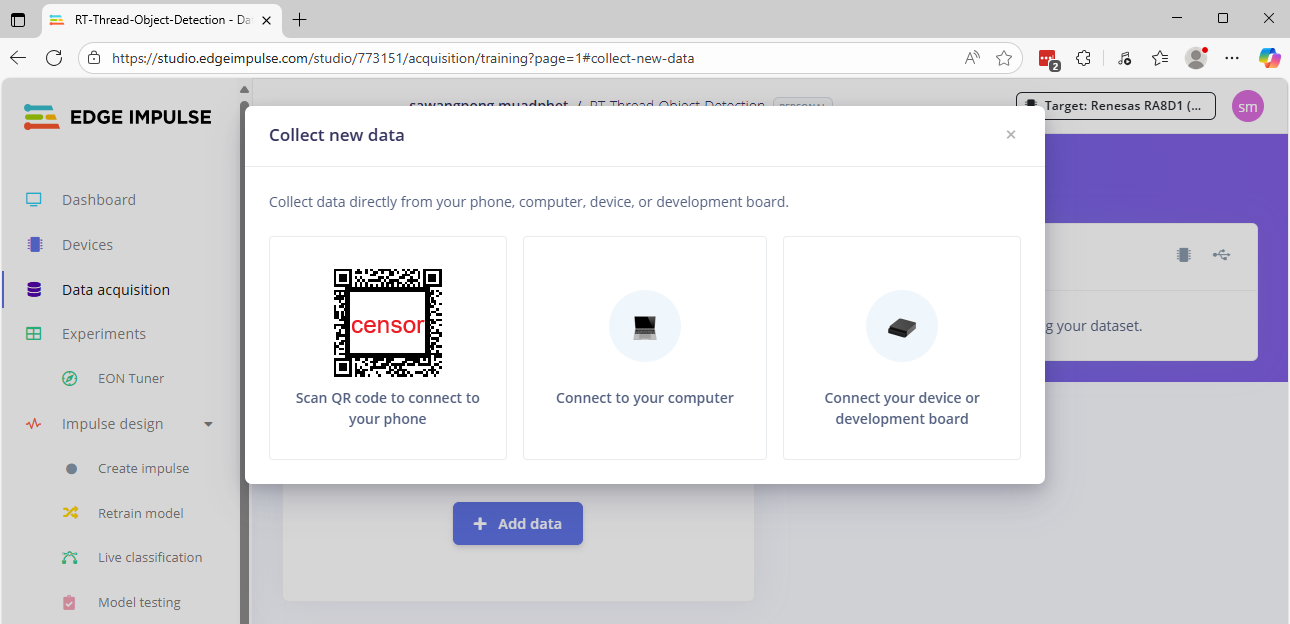 RT-Thread-Object-Detection - Da
https://studio.edgeimpulse.com/studio/773151/acquisition/training?page=1#collect-new-data
2
EDGE IMPULSE
sawangpong muadphet / RT-Thread-Object-Detection PERSONAL
Target: Renesas RA8D1 (...
sm
Dashboard
Devices
Data acquisition
Experiments
EON Tuner
Impulse design
Create impulse
Retrain model
Live classification
Model testing
Collect new data
×
Collect data directly from your phone, computer, device, or development board.
censor
Scan QR code to connect to
your phone
Connect to your computer
Connect your device or
development board
g your dataset.
+ Add data